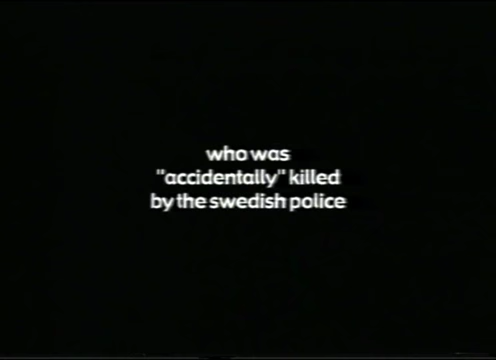 who was
"accidentally" killed
by the swedish police